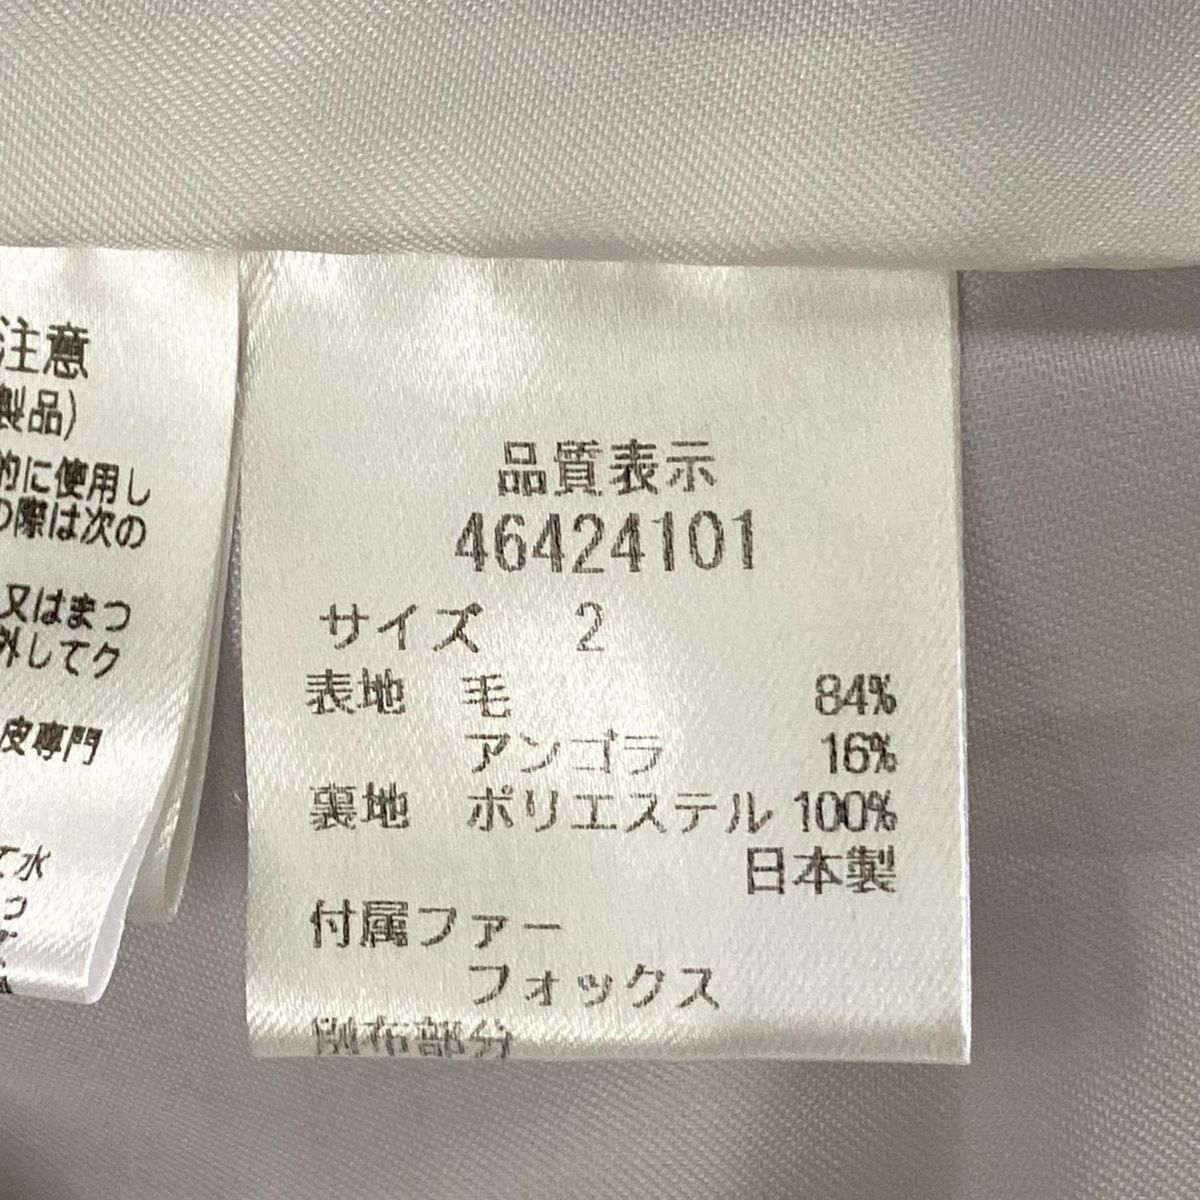 注意
製品)
的に使用し
の際は次の
又はまつ
外してク
皮専門
て水
つ
品質表示
46424101
サイズ 2
表地 毛 84%
アンゴラ 16%
裏地 ポリエステル 100%
日本製
付属ファー
フォックス
別布部分